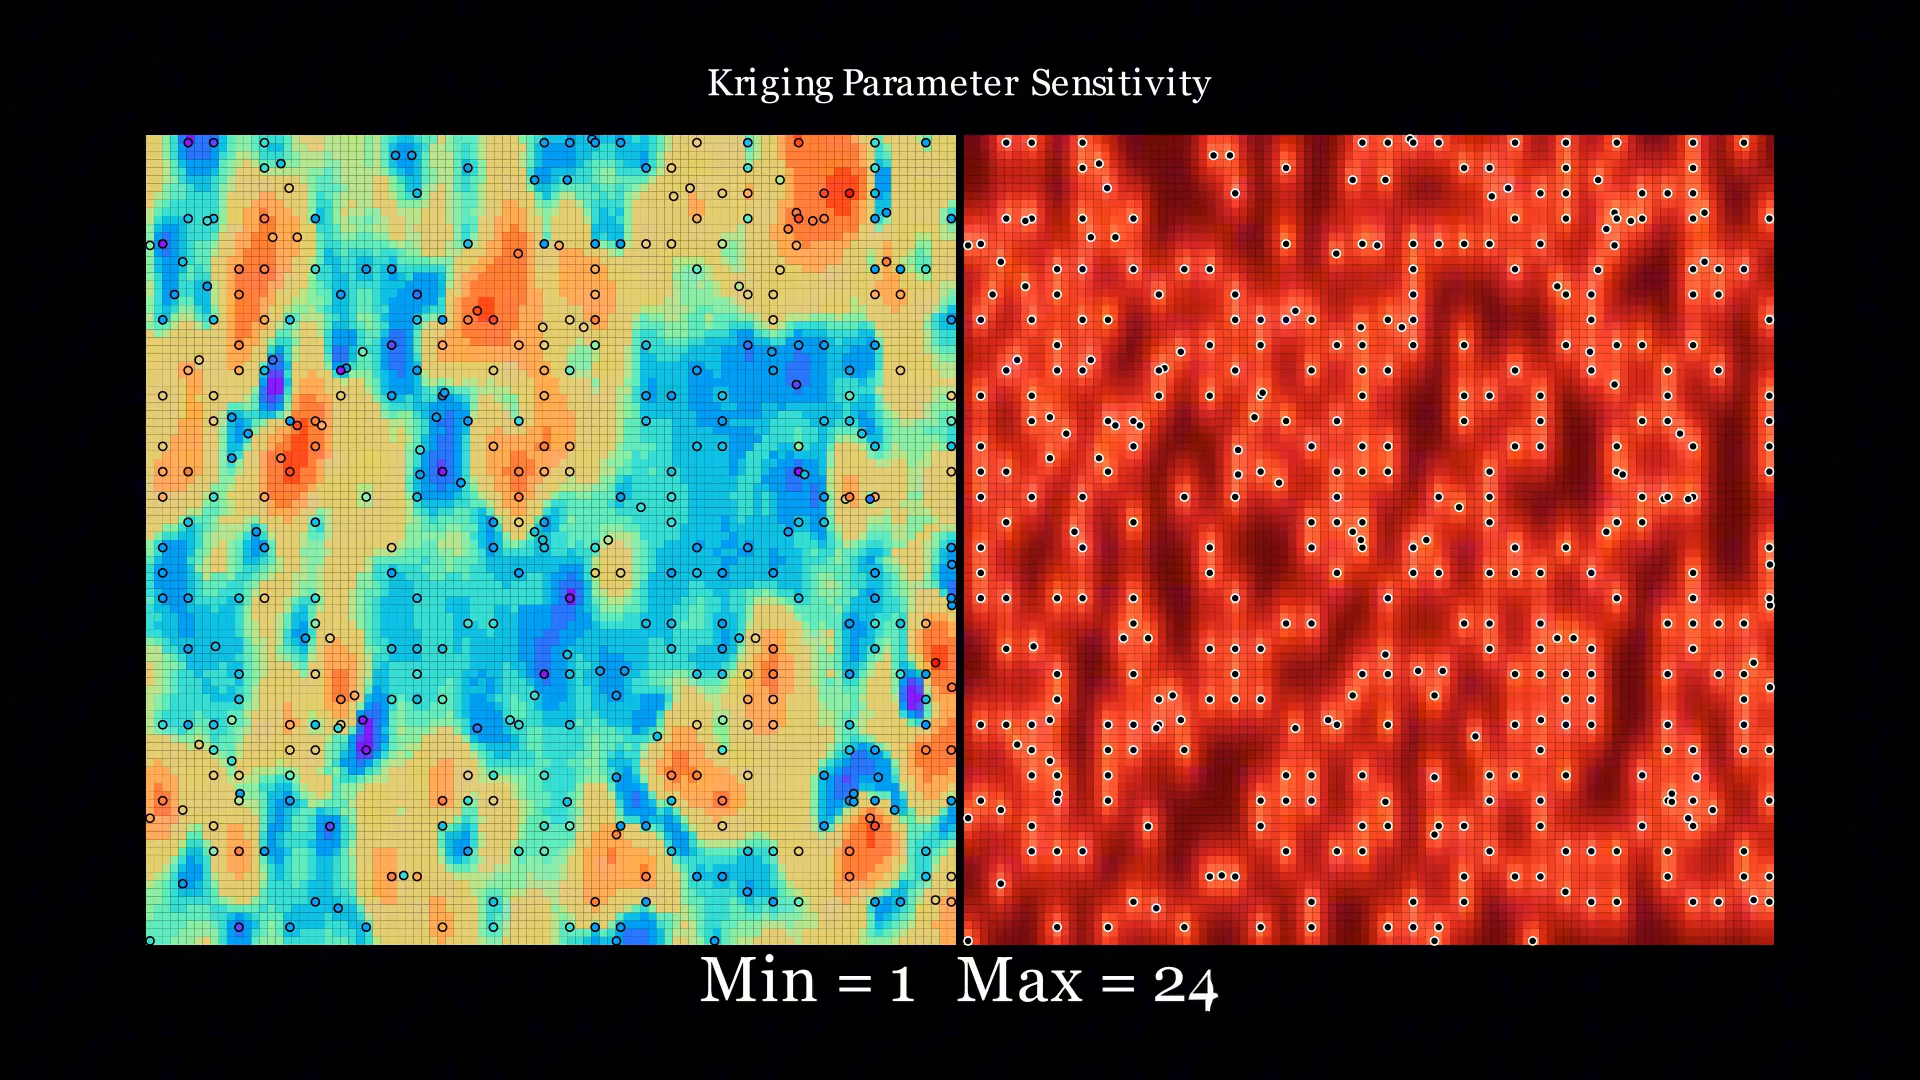 Kriging Parameter Sensitivity
Min = 1 Max = 24